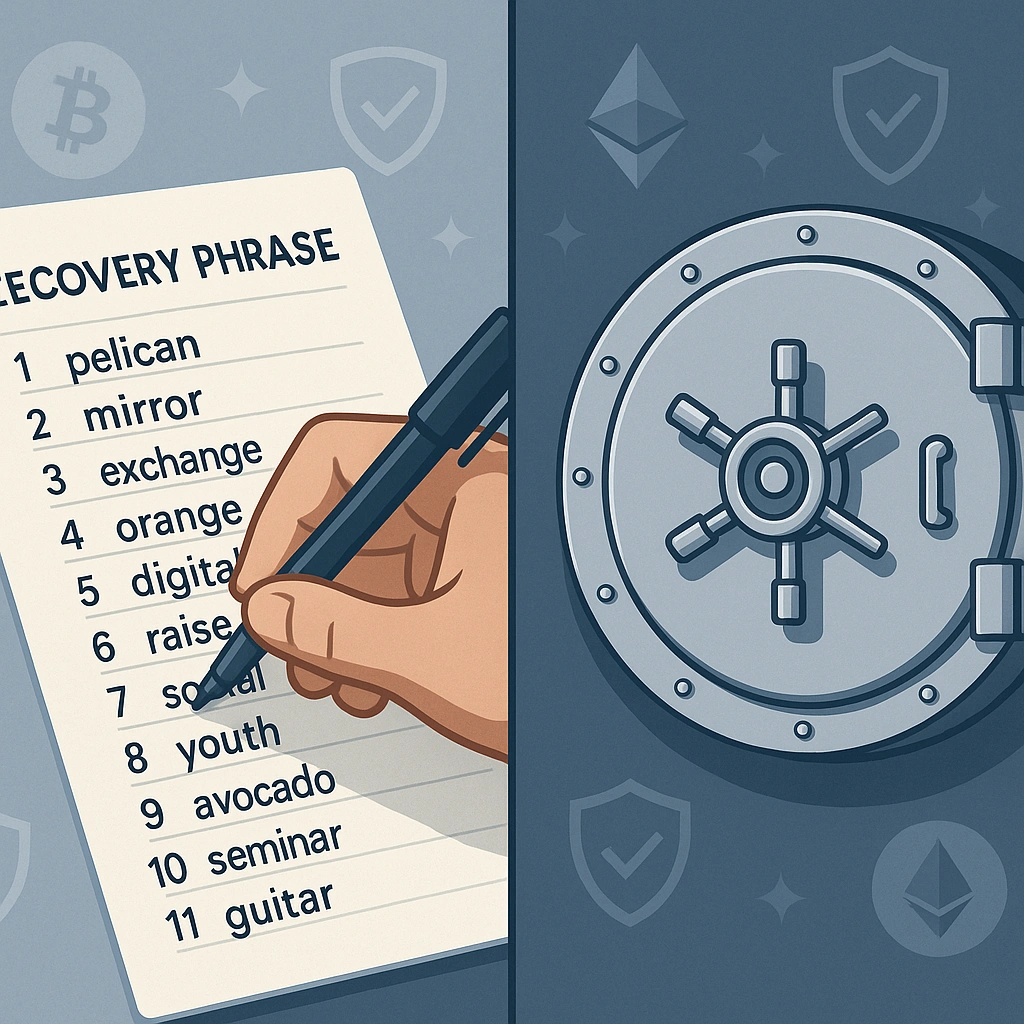 RECOVERY PHRASE
1 pelican
2 mirror
3 exchange
4 orange
5 digital
6 raise
7
8 youth
9 avocado
10 seminar
11 guitar